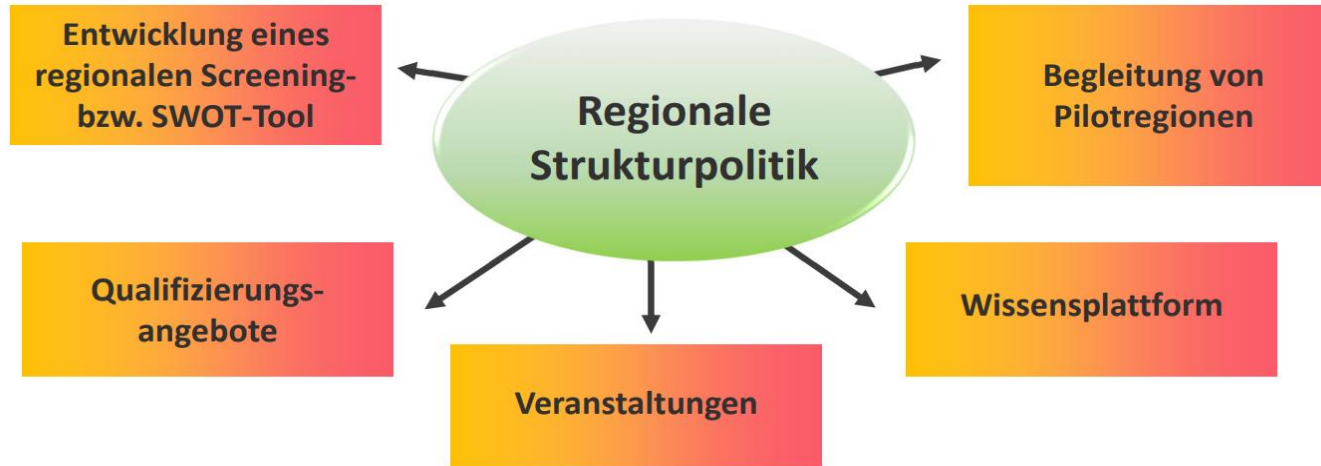 Entwicklung eines
regionalen Screening-
bzw. SWOT-Tool
Regionale
Strukturpolitik
Begleitung von
Pilotregionen
Qualifizierungs-
angebote
Veranstaltungen
Wissensplattform